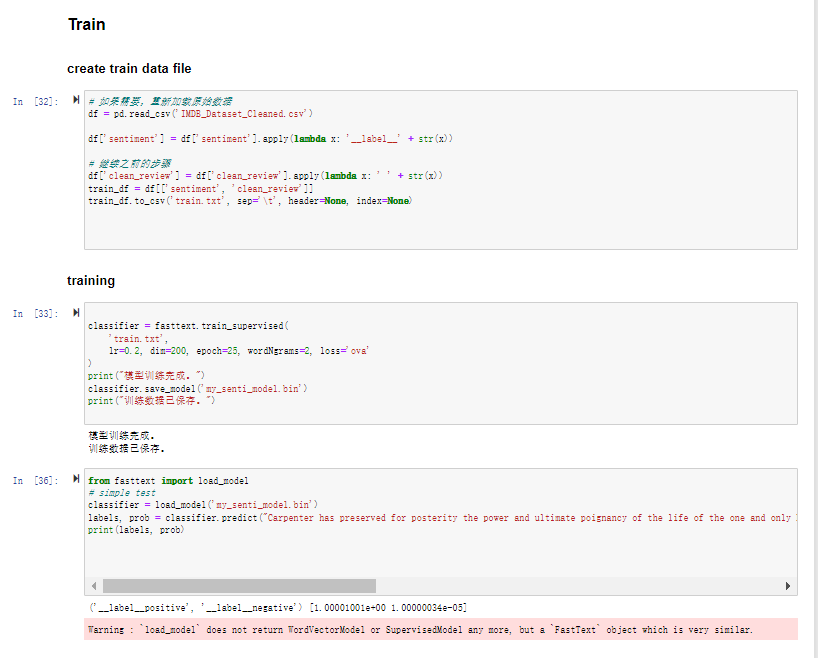 Train
create train data file
In [32]:
# 如果需要，重新加载原始数据
df = pd.read_csv('IMDB_Dataset_Cleaned.csv')
df['sentiment'] = df['sentiment'].apply(lambda x: '__label__' + str(x))
# 继续之前的步骤
df['clean_review'] = df['clean_review'].apply(lambda x: ' ' + str(x))
train_df = df[['sentiment', 'clean_review']]
train_df.to_csv('train.txt', sep='\t', header=None, index=None)
training
In [33]:
classifier = fasttext.train_supervised(
'train.txt',
lr=0.2, dim=200, epoch=25, wordNgrams=2, loss='ova'
)
print("模型训练完成。")
classifier.save_model('my_senti_model.bin')
print("训练数据已保存。")
模型训练完成。
训练数据已保存。
In [36]:
from fasttext import load_model
# simple test
classifier = load_model('my_senti_model.bin')
labels, prob = classifier.predict("Carpenter has preserved for posterity the power and ultimate poignancy of the life of the one and only
print(labels, prob)
('__label__positive', '__label__negative') [1.00001001e+00 1.00000034e-05]
Warning : `load_model` does not return WordVectorModel or SupervisedModel any more, but a `FastText` object which is very similar.